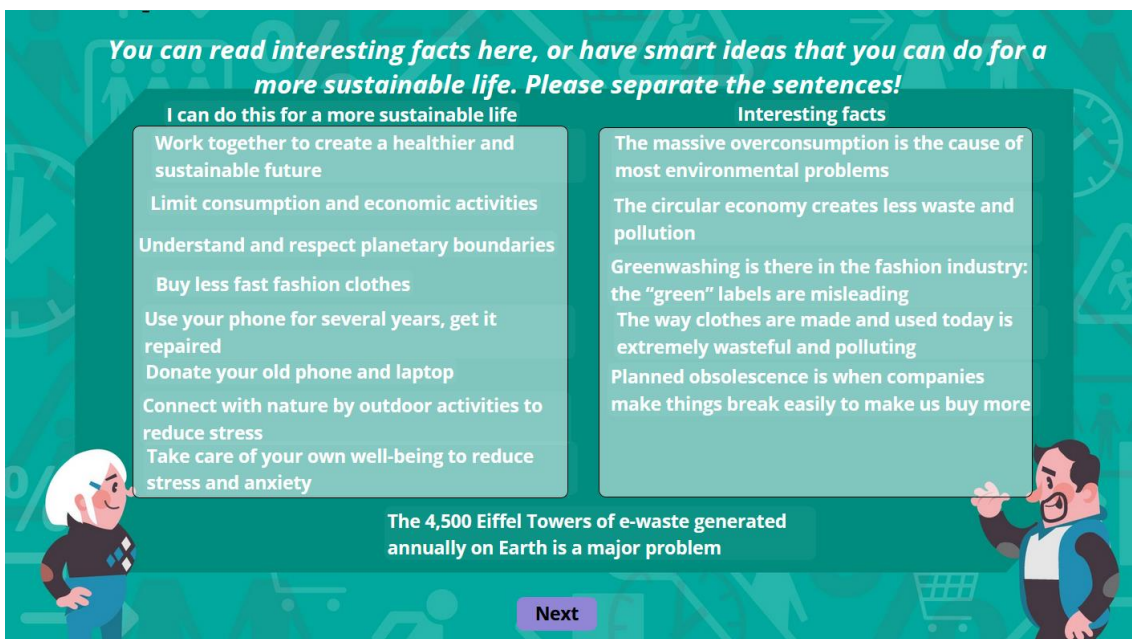 You can read interesting facts here, or have smart ideas that you can do for a
more sustainable life. Please separate the sentences!
I can do this for a more sustainable life
Work together to create a healthier and
sustainable future
Limit consumption and economic activities
Understand and respect planetary boundaries
Buy less fast fashion clothes
Use your phone for several years, get it
repaired
Donate your old phone and laptop
Connect with nature by outdoor activities to
reduce stress
Take care of your own well-being to reduce
stress and anxiety
Interesting facts
The massive overconsumption is the cause of
most environmental problems
The circular economy creates less waste and
pollution
Greenwashing is there in the fashion industry:
the “green” labels are misleading
The way clothes are made and used today is
extremely wasteful and polluting
Planned obsolescence is when companies
make things break easily to make us buy more
The 4,500 Eiffel Towers of e-waste generated
annually on Earth is a major problem
Next